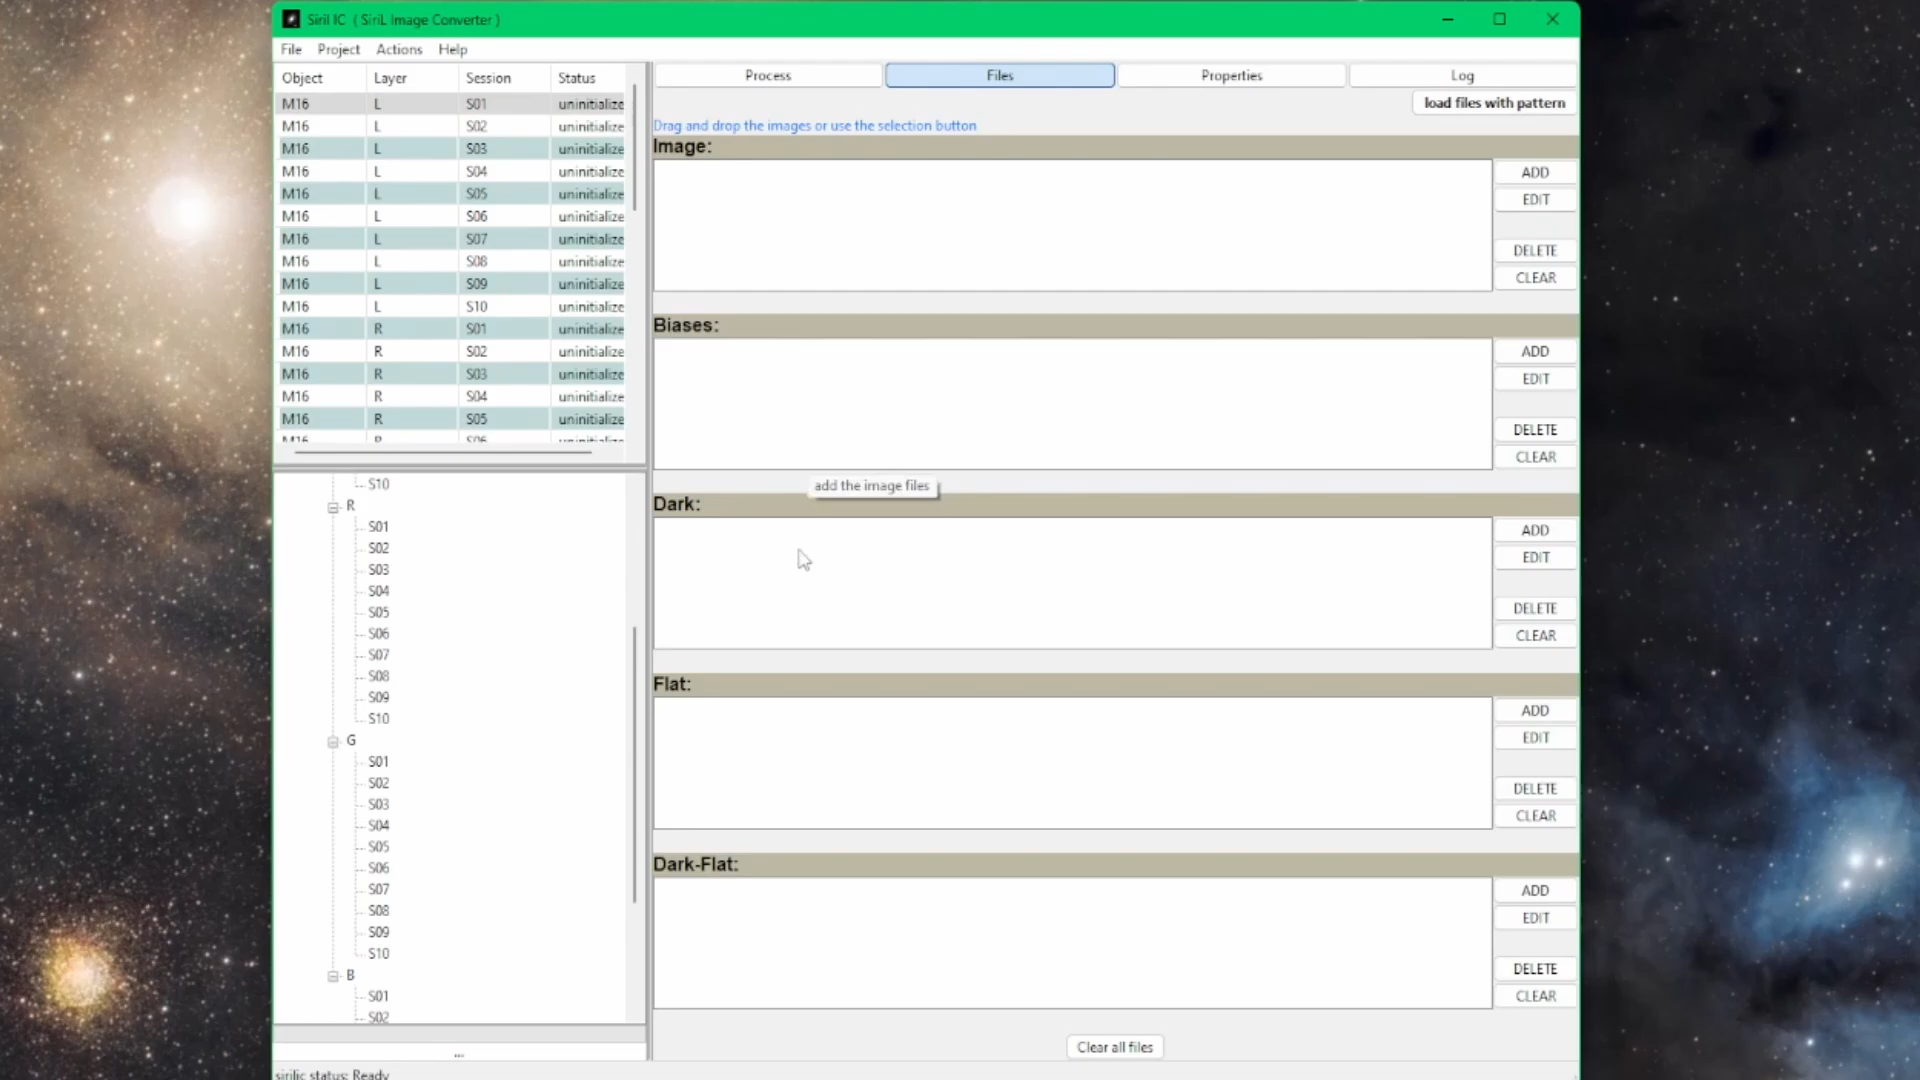 Siril IC ( SiriL Image Converter )
File Project Actions Help
Object Layer Session Status
M16 L S01 uninitialize
M16 L S02 uninitialize
M16 L S03 uninitialize
M16 L S04 uninitialize
M16 L S05 uninitialize
M16 L S06 uninitialize
M16 L S07 uninitialize
M16 L S08 uninitialize
M16 L S09 uninitialize
M16 L S10 uninitialize
M16 R S01 uninitialize
M16 R S02 uninitialize
M16 R S03 uninitialize
M16 R S04 uninitialize
M16 R S05 uninitialize
M16 R S06 uninitialize
S10
R
S01
S02
S03
S04
S05
S06
S07
S08
S09
S10
G
S01
S02
S03
S04
S05
S06
S07
S08
S09
S10
B
S01
S02
...
sirilic status: Ready
Process Files Properties Log
load files with pattern
Drag and drop the images or use the selection button
Image:
ADD
EDIT
DELETE
CLEAR
Biases:
ADD
EDIT
DELETE
CLEAR
add the image files
Dark:
ADD
EDIT
DELETE
CLEAR
Flat:
ADD
EDIT
DELETE
CLEAR
Dark-Flat:
ADD
EDIT
DELETE
CLEAR
Clear all files